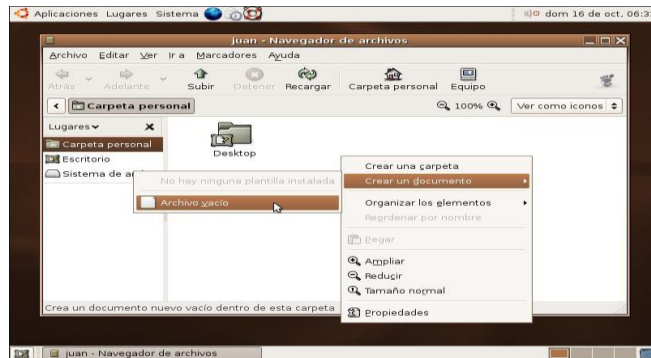 Aplicaciones Lugares Sistema dom 16 de oct, 06:3
juan - Navegador de archivos
Archivo Editar Ver Ir a Marcadores Ayuda
Atrás Adelante Subir Detener Recargar Carpeta personal Equipo
Carpeta personal 100% Ver como iconos
Lugares
Carpeta personal
Escritorio
Sistema de
Desktop
Crear una carpeta
Crear un documento
Organizar los elementos
Reordenar por nombre
Pegar
Ampliar
Reducir
Tamaño normal
Propiedades
No hay ninguna plantilla instalada
Archivo vacío
Crea un documento nuevo vacío dentro de esta carpeta
juan - Navegador de archivos